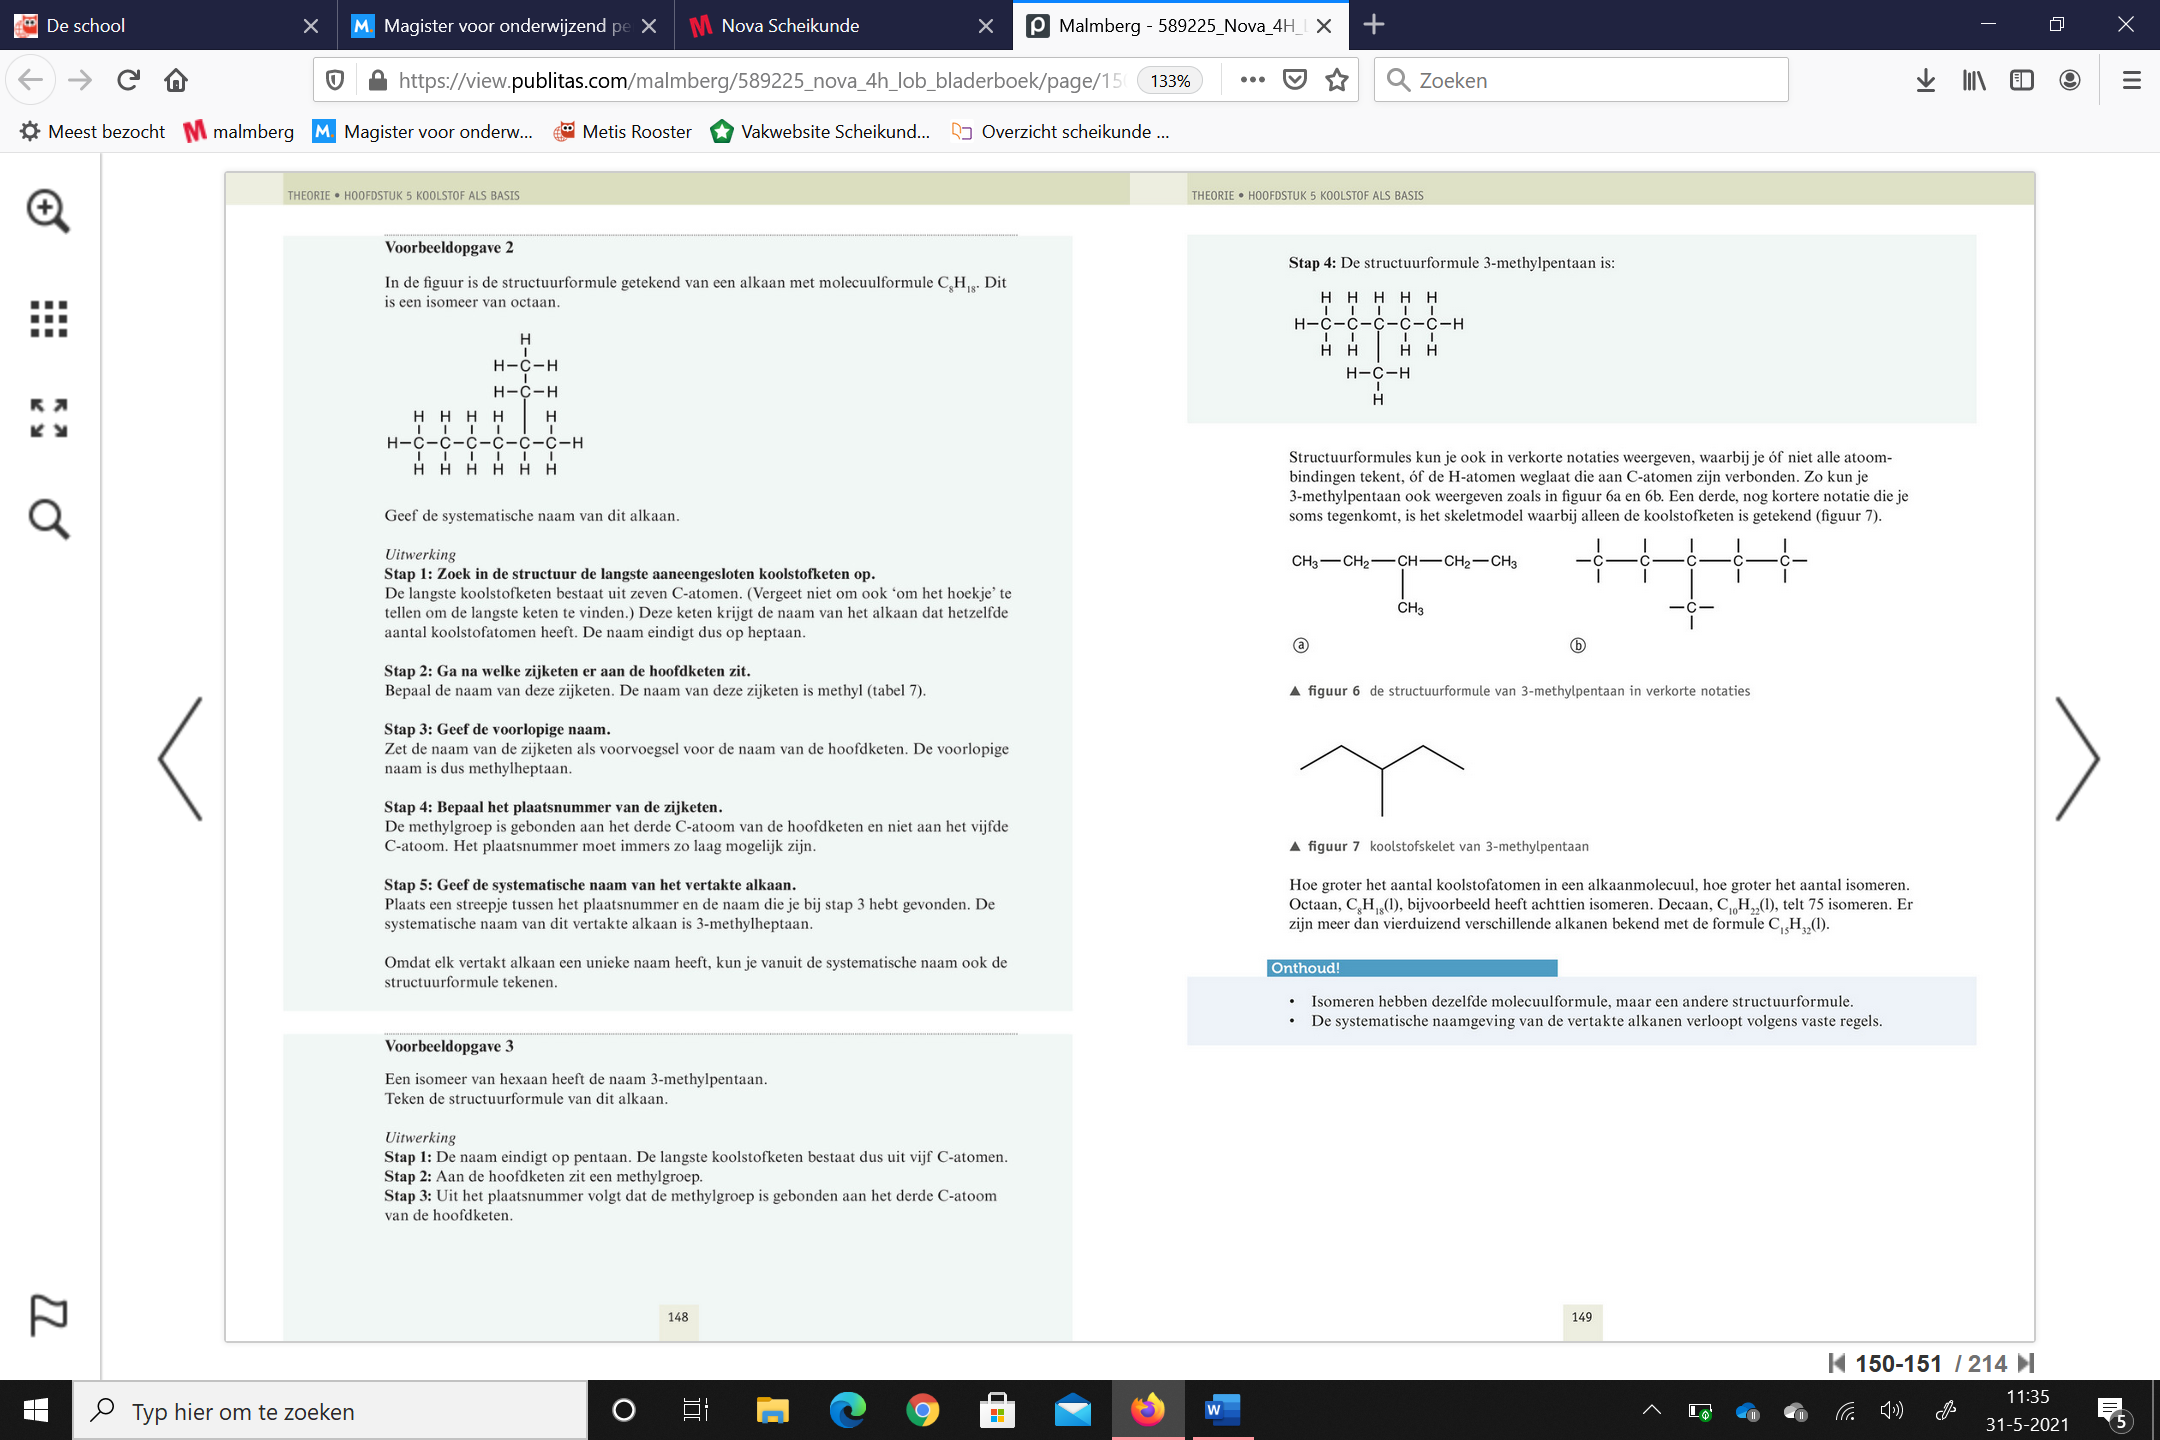 De school
Magister voor onderwijzend pe
Nova Scheikunde
Malmberg - 589225_Nova_4H_L
https://view.publitas.com/malmberg/589225_nova_4h_lob_bladerboek/page/15
133%
Zoeken
Meest bezocht
malmberg
Magister voor onderw...
Metis Rooster
Vakwebsite Scheikund...
Overzicht scheikunde ...
THEORIE • HOOFDSTUK 5 KOOLSTOF ALS BASIS
Voorbeeldopgave 2
In de figuur is de structuurformule getekend van een alkaan met molecuulformule C₈H₁₈. Dit
is een isomeer van octaan.
H
H–C–H
H–C–H
H H H H H
H–C–C–C–C–C–C–H
H H H H H H
Geef de systematische naam van dit alkaan.
Uitwerking
Stap 1: Zoek in de structuur de langste aaneengesloten koolstofketen op.
De langste koolstofketen bestaat uit zeven C-atomen. (Vergeet niet om ook ‘om het hoekje’ te
tellen om de langste keten te vinden.) Deze keten krijgt de naam van het alkaan dat hetzelfde
aantal koolstofatomen heeft. De naam eindigt dus op heptaan.
Stap 2: Ga na welke zijketen er aan de hoofdketen zit.
Bepaal de naam van deze zijketen. De naam van deze zijketen is methyl (tabel 7).
Stap 3: Geef de voorlopige naam.
Zet de naam van de zijketen als voorvoegsel voor de naam van de hoofdketen. De voorlopige
naam is dus methylheptaan.
Stap 4: Bepaal het plaatsnummer van de zijketen.
De methylgroep is gebonden aan het derde C-atoom van de hoofdketen en niet aan het vijfde
C-atoom. Het plaatsnummer moet immers zo laag mogelijk zijn.
Stap 5: Geef de systematische naam van het vertakte alkaan.
Plaats een streepje tussen het plaatsnummer en de naam die je bij stap 3 hebt gevonden. De
systematische naam van dit vertakte alkaan is 3-methylheptaan.
Omdat elk vertakt alkaan een unieke naam heeft, kun je vanuit de systematische naam ook de
structuurformule tekenen.
Voorbeeldopgave 3
Een isomeer van hexaan heeft de naam 3-methylpentaan.
Teken de structuurformule van dit alkaan.
Uitwerking
Stap 1: De naam eindigt op pentaan. De langste koolstofketen bestaat dus uit vijf C-atomen.
Stap 2: Aan de hoofdketen zit een methylgroep.
Stap 3: Uit het plaatsnummer volgt dat de methylgroep is gebonden aan het derde C-atoom
van de hoofdketen.
148
THEORIE • HOOFDSTUK 5 KOOLSTOF ALS BASIS
Stap 4: De structuurformule 3-methylpentaan is:
H H H H H
H–C–C–C–C–C–H
H H H H
H–C–H
H
Structuurformules kun je ook in verkorte notaties weergeven, waarbij je óf niet alle atoom-
bindingen tekent, óf de H-atomen weglaat die aan C-atomen zijn verbonden. Zo kun je
3-methylpentaan ook weergeven zoals in figuur 6a en 6b. Een derde, nog kortere notatie die je
soms tegenkomt, is het skeletmodel waarbij alleen de koolstofketen is getekend (figuur 7).
CH₃—CH₂—CH—CH₂—CH₃
CH₃
a
–C—C—C—C—C–
–C–
b
▲ figuur 6 de structuurformule van 3-methylpentaan in verkorte notaties
▲ figuur 7 koolstofskelet van 3-methylpentaan
Hoe groter het aantal koolstofatomen in een alkaanmolecuul, hoe groter het aantal isomeren.
Octaan, C₈H₁₈(l), bijvoorbeeld heeft achttien isomeren. Decaan, C₁₀H₂₂(l), telt 75 isomeren. Er
zijn meer dan vierduizend verschillende alkanen bekend met de formule C₁₅H₃₂(l).
Onthoud!
• Isomeren hebben dezelfde molecuulformule, maar een andere structuurformule.
• De systematische naamgeving van de vertakte alkanen verloopt volgens vaste regels.
149
150-151 / 214
Typ hier om te zoeken
11:35
31-5-2021
5